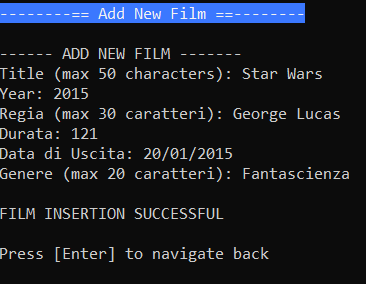 --------== Add New Film ==--------
------ ADD NEW FILM -------
Title (max 50 characters): Star Wars
Year: 2015
Regia (max 30 caratteri): George Lucas
Durata: 121
Data di Uscita: 20/01/2015
Genere (max 20 caratteri): Fantascienza
FILM INSERTION SUCCESSFUL
Press [Enter] to navigate back